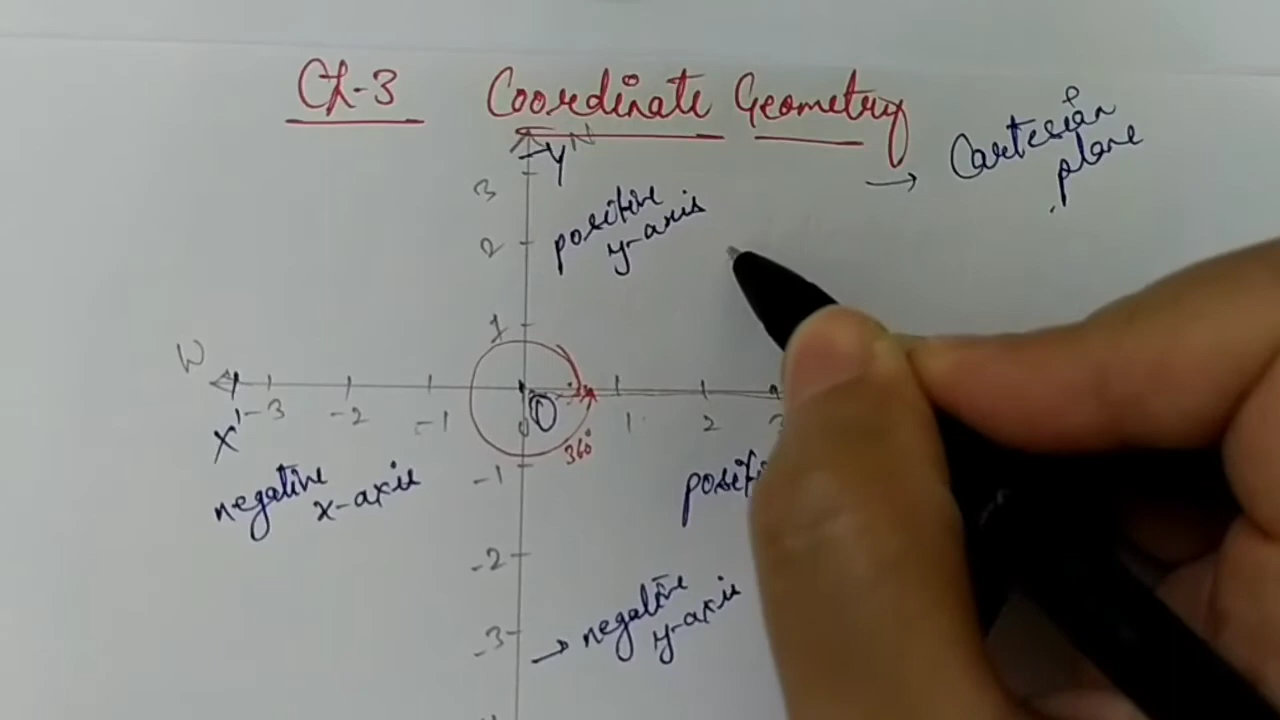 Ch-3 Coordinate Geometry
→ Cartesian
plane
N
Y
3
positive
y-axis
2
1
W
-3 -2 -1 0 O 1 2
X'
360°
negative
x-axis
-1
-2
negative
y-axis
-3